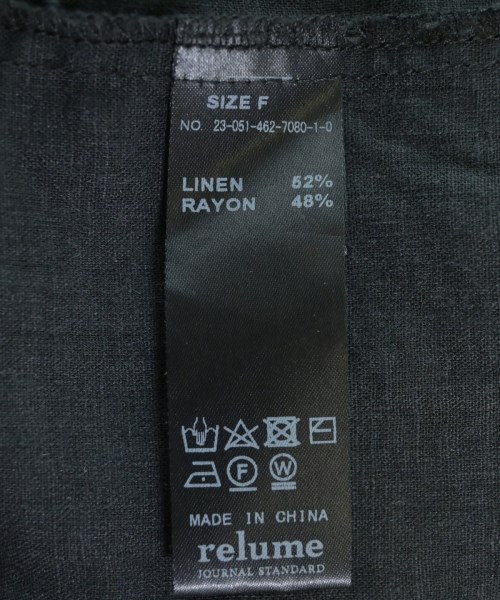 SIZE F
NO. 23-051-462-7080-1-0
LINEN 52%
RAYON 48%
F W
MADE IN CHINA
relume
JOURNAL STANDARD